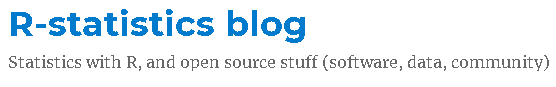 R-statistics blog
Statistics with R, and open source stuff (software, data, community)